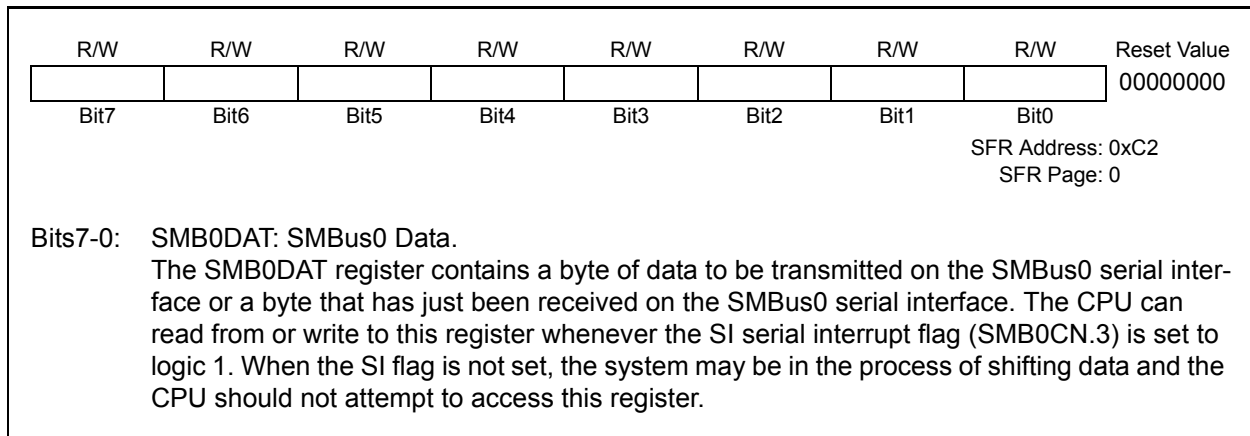 R/W R/W R/W R/W R/W R/W R/W R/W Reset Value
00000000
Bit7 Bit6 Bit5 Bit4 Bit3 Bit2 Bit1 Bit0
SFR Address: 0xC2
SFR Page: 0
Bits7-0: SMB0DAT: SMBus0 Data.
The SMB0DAT register contains a byte of data to be transmitted on the SMBus0 serial inter-
face or a byte that has just been received on the SMBus0 serial interface. The CPU can
read from or write to this register whenever the SI serial interrupt flag (SMB0CN.3) is set to
logic 1. When the SI flag is not set, the system may be in the process of shifting data and the
CPU should not attempt to access this register.